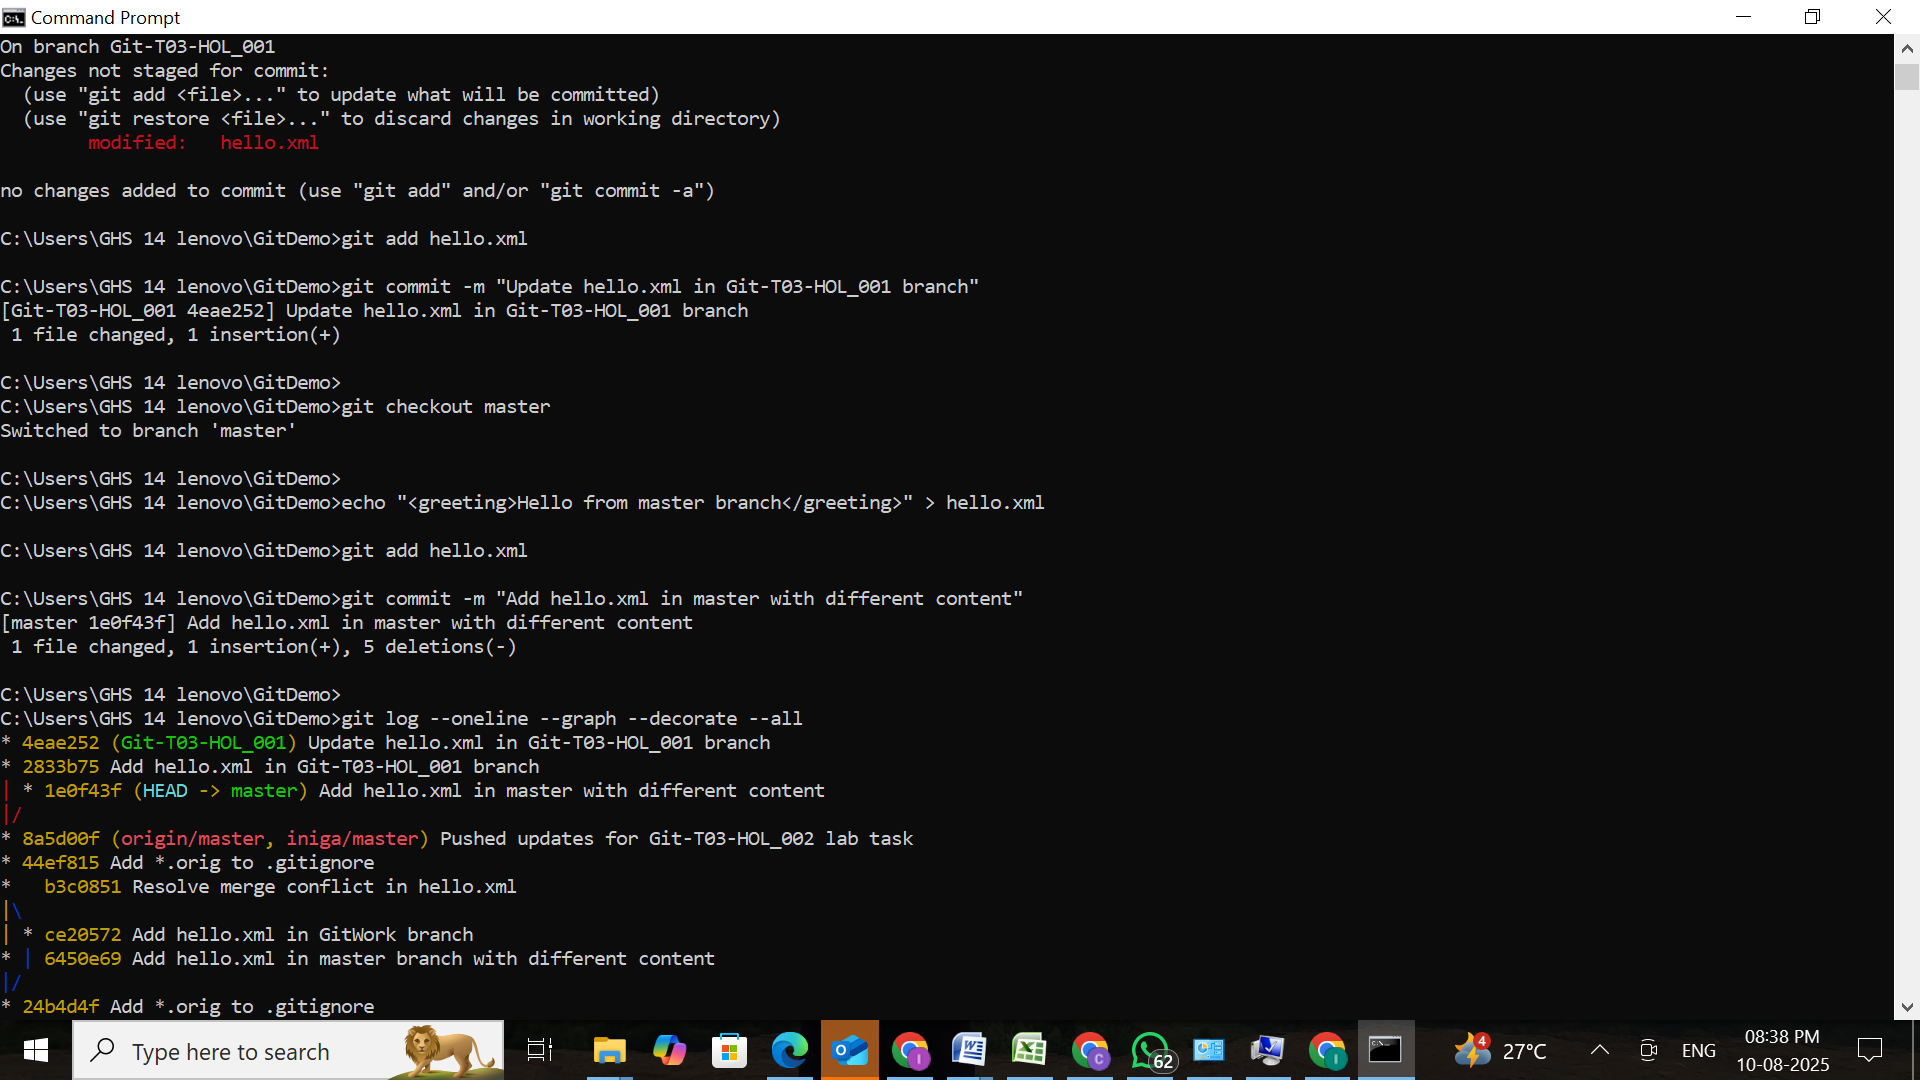 Command Prompt
On branch Git-T03-HOL_001
Changes not staged for commit:
  (use "git add <file>..." to update what will be committed)
  (use "git restore <file>..." to discard changes in working directory)
        modified:   hello.xml

no changes added to commit (use "git add" and/or "git commit -a")

C:\Users\GHS 14 lenovo\GitDemo>git add hello.xml

C:\Users\GHS 14 lenovo\GitDemo>git commit -m "Update hello.xml in Git-T03-HOL_001 branch"
[Git-T03-HOL_001 4eae252] Update hello.xml in Git-T03-HOL_001 branch
 1 file changed, 1 insertion(+)

C:\Users\GHS 14 lenovo\GitDemo>
C:\Users\GHS 14 lenovo\GitDemo>git checkout master
Switched to branch 'master'

C:\Users\GHS 14 lenovo\GitDemo>
C:\Users\GHS 14 lenovo\GitDemo>echo "<greeting>Hello from master branch</greeting>" > hello.xml

C:\Users\GHS 14 lenovo\GitDemo>git add hello.xml

C:\Users\GHS 14 lenovo\GitDemo>git commit -m "Add hello.xml in master with different content"
[master 1e0f43f] Add hello.xml in master with different content
 1 file changed, 1 insertion(+), 5 deletions(-)

C:\Users\GHS 14 lenovo\GitDemo>
C:\Users\GHS 14 lenovo\GitDemo>git log --oneline --graph --decorate --all
* 4eae252 (Git-T03-HOL_001) Update hello.xml in Git-T03-HOL_001 branch
* 2833b75 Add hello.xml in Git-T03-HOL_001 branch
| * 1e0f43f (HEAD -> master) Add hello.xml in master with different content
|/
* 8a5d00f (origin/master, iniga/master) Pushed updates for Git-T03-HOL_002 lab task
* 44ef815 Add *.orig to .gitignore
*   b3c0851 Resolve merge conflict in hello.xml
|\
| * ce20572 Add hello.xml in GitWork branch
* | 6450e69 Add hello.xml in master branch with different content
|/
* 24b4d4f Add *.orig to .gitignore
Type here to search
62
4
27°C
ENG
08:38 PM
10-08-2025